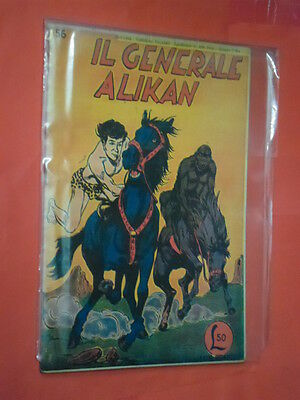 56
IL GENERALE
ALIKAN
L. 50